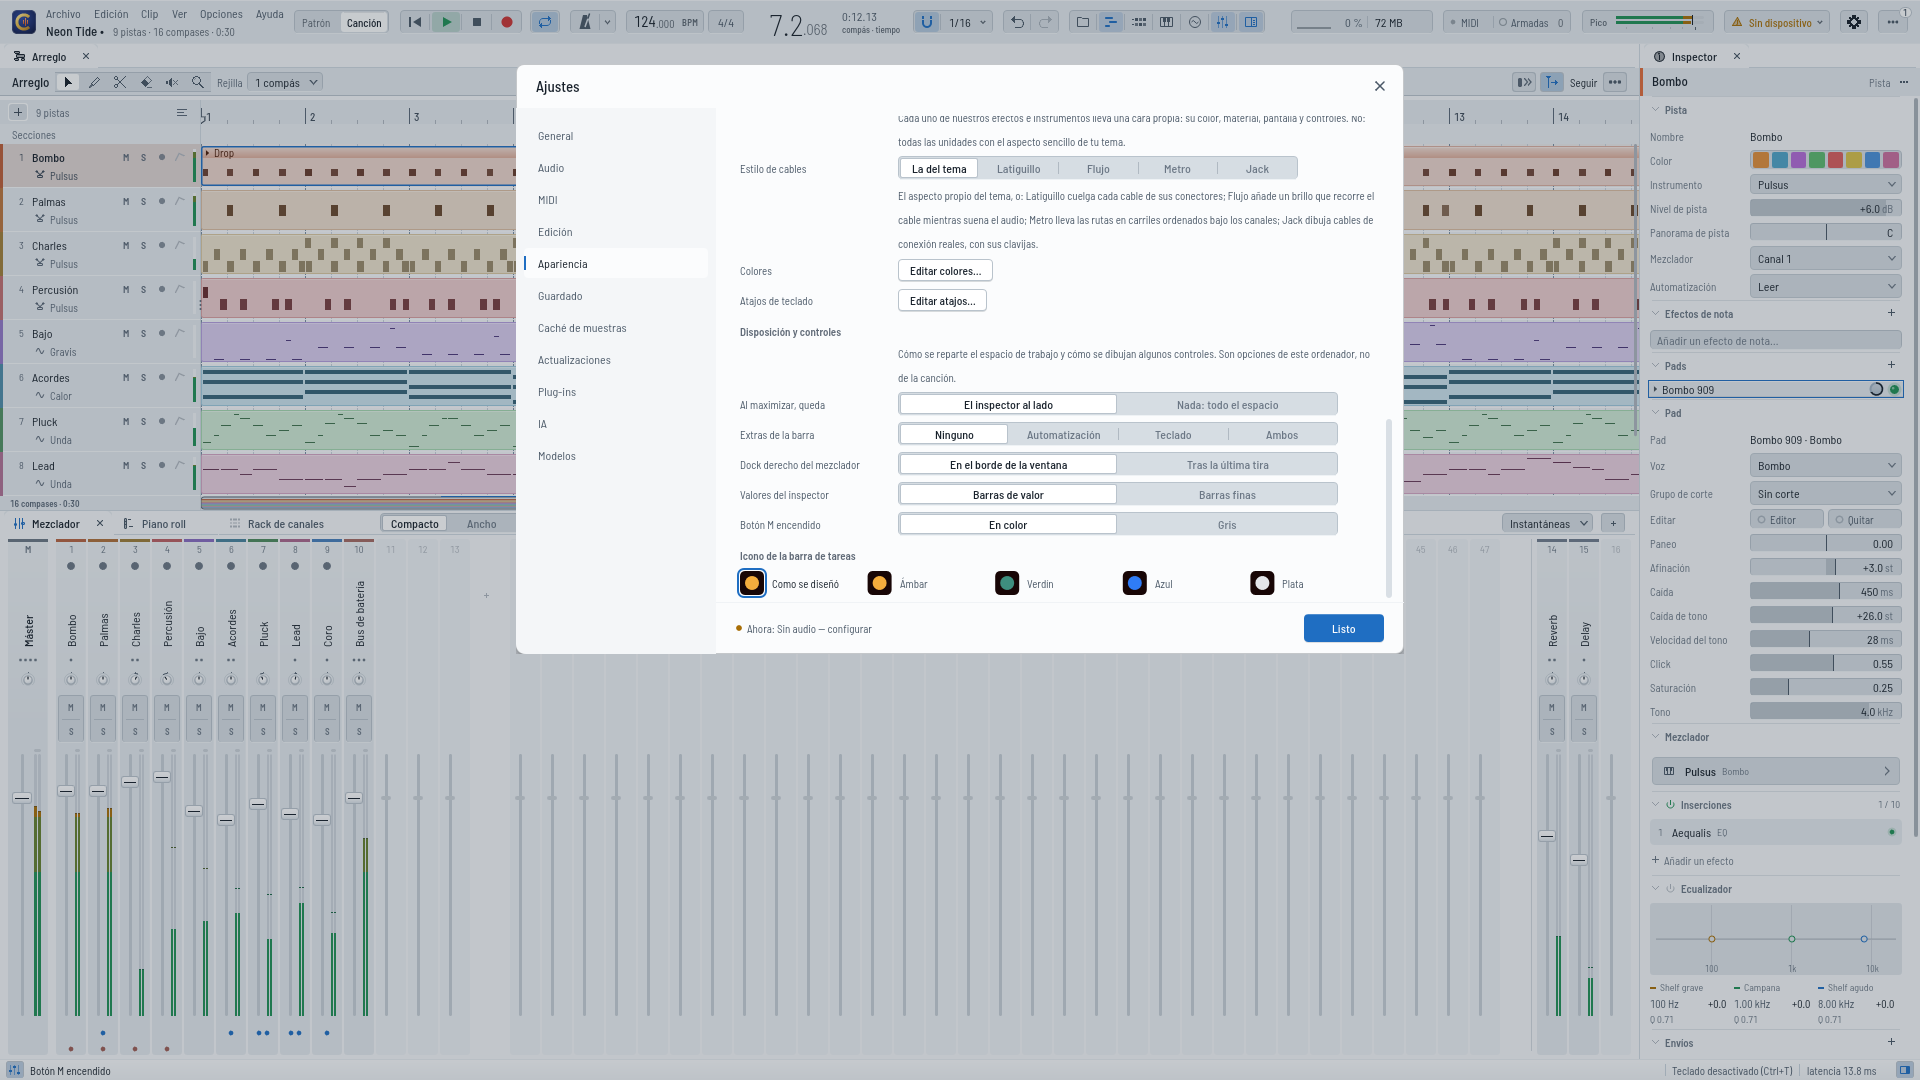 Archivo Edición Clip Ver Opciones Ayuda
Neon Tide • 9 pistas · 16 compases · 0:30
Patrón Canción
124.000 BPM 4/4
7.2.068
0:12.13
compás · tiempo
1/16
0 % 72 MB
MIDI Armadas 0
Pico
Sin dispositivo
1
Arreglo
Inspector
Arreglo Rejilla 1 compás
Seguir
Bombo Pista
9 pistas
1 2 3 13 14
Secciones
1 Bombo M S
Pulsus
Drop
2 Palmas M S
Pulsus
3 Charles M S
Pulsus
4 Percusión M S
Pulsus
5 Bajo M S
Gravis
6 Acordes M S
Calor
7 Pluck M S
Unda
8 Lead M S
Unda
16 compases · 0:30
Ajustes
General
Audio
MIDI
Edición
Apariencia
Guardado
Caché de muestras
Actualizaciones
Plug-ins
IA
Modelos
Cada uno de nuestros efectos e instrumentos lleva una cara propia: su color, material, pantalla y controles. No:
todas las unidades con el aspecto sencillo de tu tema.
Estilo de cables La del tema Latiguillo Flujo Metro Jack
El aspecto propio del tema, o: Latiguillo cuelga cada cable de sus conectores; Flujo añade un brillo que recorre el
cable mientras suena el audio; Metro lleva las rutas en carriles ordenados bajo los canales; Jack dibuja cables de
conexión reales, con sus clavijas.
Colores Editar colores...
Atajos de teclado Editar atajos...
Disposición y controles
Cómo se reparte el espacio de trabajo y cómo se dibujan algunos controles. Son opciones de este ordenador, no
de la canción.
Al maximizar, queda El inspector al lado Nada: todo el espacio
Extras de la barra Ninguno Automatización Teclado Ambos
Dock derecho del mezclador En el borde de la ventana Tras la última tira
Valores del inspector Barras de valor Barras finas
Botón M encendido En color Gris
Icono de la barra de tareas
Como se diseñó Ámbar Verdín Azul Plata
Ahora: Sin audio — configurar Listo
Pista
Nombre Bombo
Color
Instrumento Pulsus
Nivel de pista +6.0 dB
Panorama de pista C
Mezclador Canal 1
Automatización Leer
Efectos de nota
Añadir un efecto de nota...
Pads
Bombo 909
Pad
Pad Bombo 909 · Bombo
Voz Bombo
Grupo de corte Sin corte
Editar Editor Quitar
Paneo 0.00
Afinación +3.0 st
Caída 450 ms
Caída de tono +26.0 st
Velocidad del tono 28 ms
Click 0.55
Saturación 0.25
Tono 4.0 kHz
Mezclador
Pulsus Bombo
Inserciones 1 / 10
1 Aequalis EQ
Añadir un efecto
Ecualizador
100 1k 10k
Shelf grave Campana Shelf agudo
100 Hz +0.0 1.00 kHz +0.0 8.00 kHz +0.0
Q 0.71 Q 0.71 Q 0.71
Envíos
Mezclador Piano roll Rack de canales Compacto Ancho Instantáneas
M 1 2 3 4 5 6 7 8 9 10 11 12 13 45 46 47 14 15 16
Máster Bombo Palmas Charles Percusión Bajo Acordes Pluck Lead Coro Bus de batería Reverb Delay
M M M M M M M M M M M M
S S S S S S S S S S S S
Botón M encendido
Teclado desactivado (Ctrl+T) latencia 13.8 ms